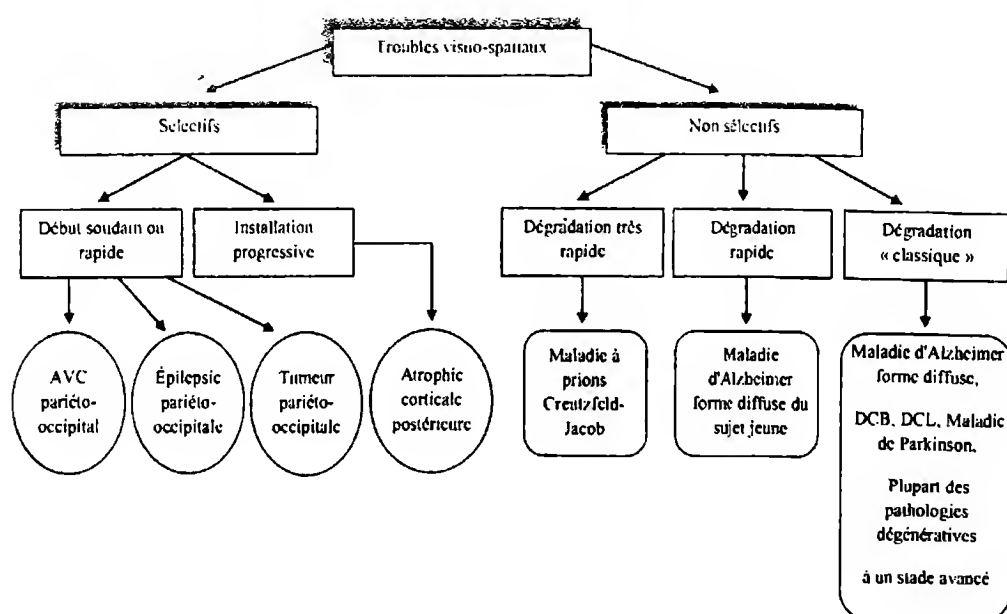 Troubles visuo-spatiaux
Sélectifs
Non sélectifs
Début soudain ou
rapide
Installation
progressive
Dégradation très
rapide
Dégradation
rapide
Dégradation
« classique »
AVC
pariéto-
occipital
Épilepsie
pariéto-
occipitale
Tumeur
pariéto-
occipitale
Atrophie
corticale
postérieure
Maladie à
prions
Creutzfeld-
Jacob
Maladie
d'Alzheimer
forme diffuse du
sujet jeune
Maladie d'Alzheimer
forme diffuse,
DCB, DCL, Maladie
de Parkinson,
Plupart des
pathologies
dégénératives
à un stade avancé